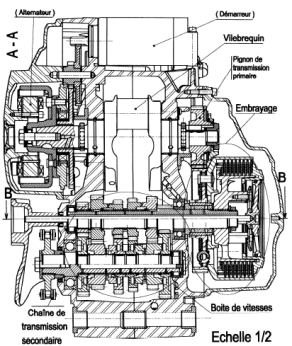 ( Alternateur )
( Démarreur )
A - A
Vilebrequin
Pignon de
transmission
primaire
Embrayage
B
B
Boite de vitesses
Chaîne de
transmission
secondaire
Echelle 1/2